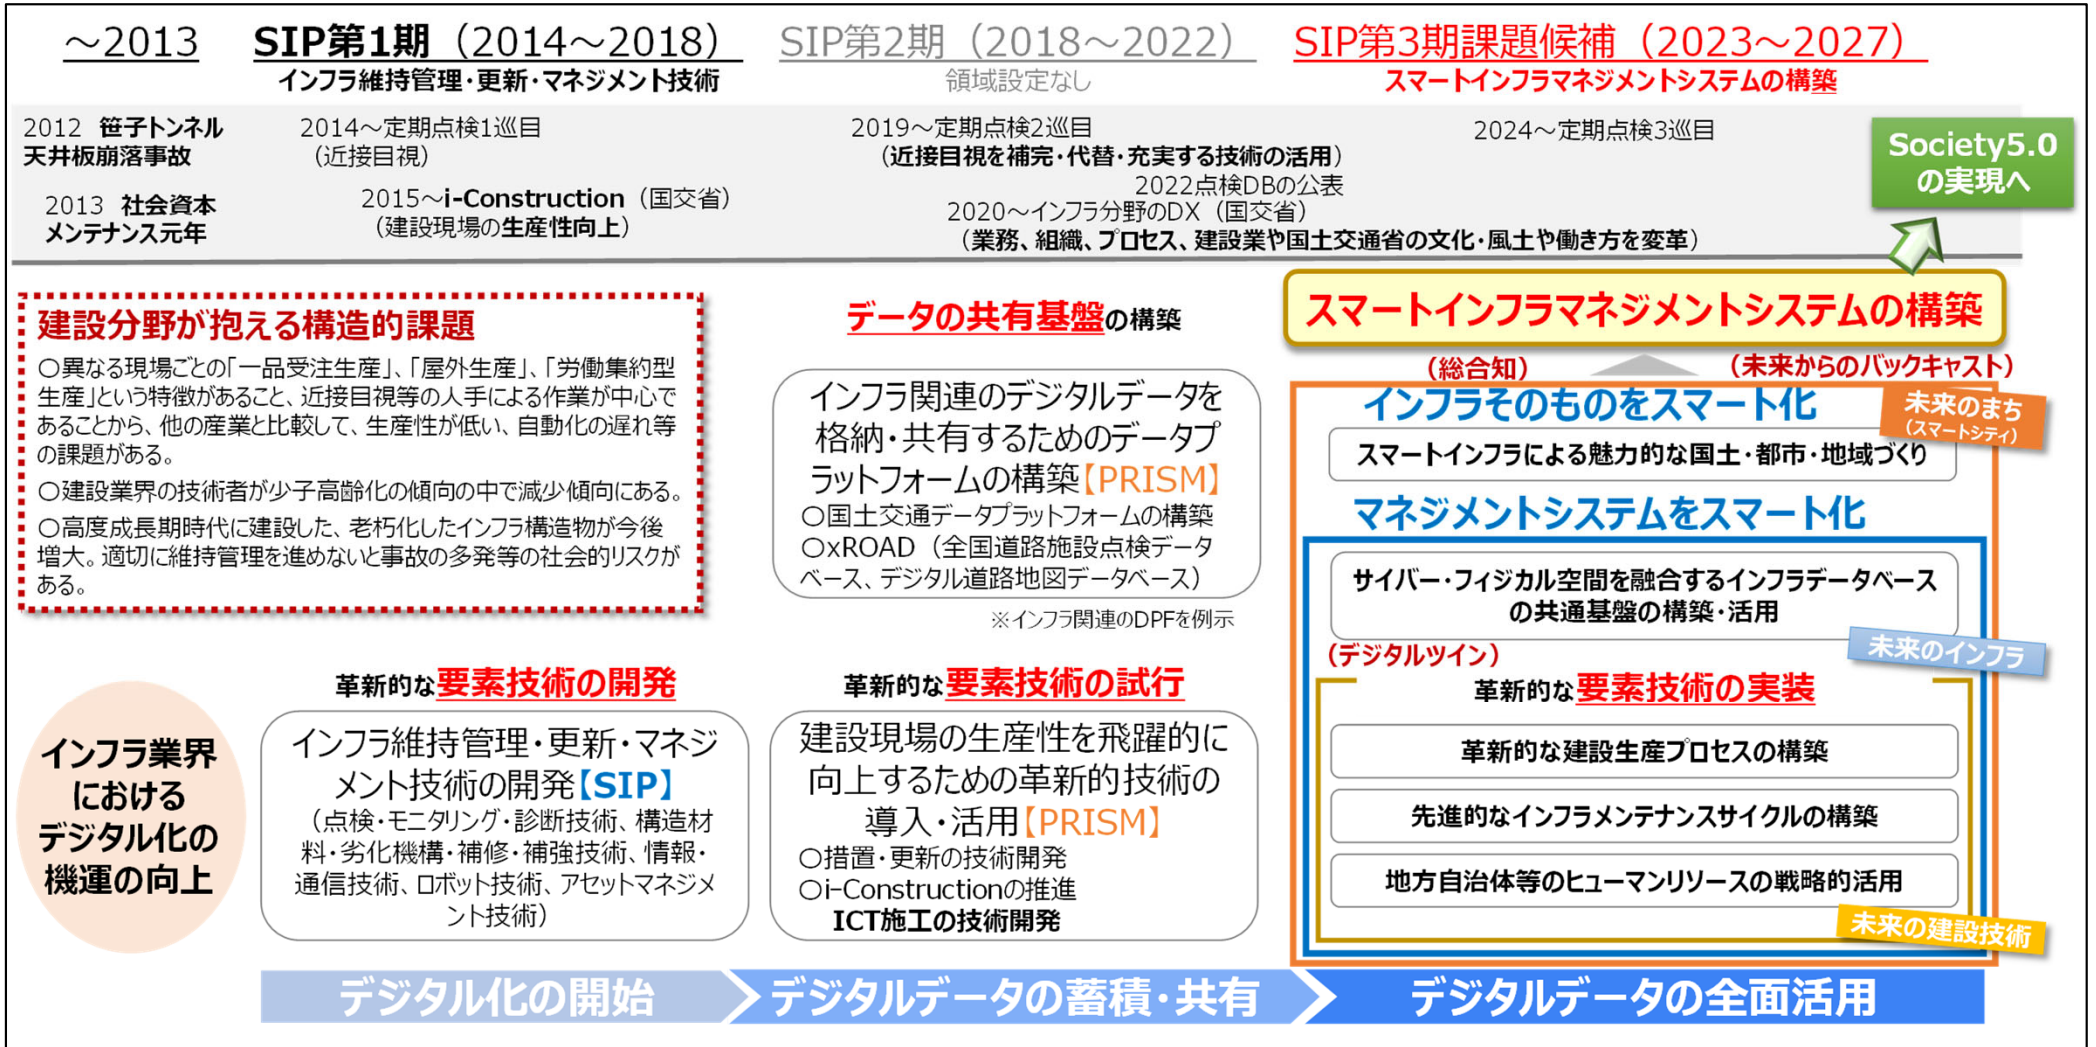 ～2013
SIP第1期（2014～2018）
インフラ維持管理・更新・マネジメント技術
SIP第2期（2018～2022）
領域設定なし
SIP第3期課題候補（2023～2027）
スマートインフラマネジメントシステムの構築
2012 笹子トンネル
天井板崩落事故
2013 社会資本
メンテナンス元年
2014～定期点検1巡目
（近接目視）
2015～i-Construction（国交省）
（建設現場の生産性向上）
2019～定期点検2巡目
（近接目視を補完・代替・充実する技術の活用）
2022点検DBの公表
2020～インフラ分野のDX（国交省）
（業務、組織、プロセス、建設業や国土交通省の文化・風土や働き方を変革）
2024～定期点検3巡目
Society5.0
の実現へ
建設分野が抱える構造的課題
○異なる現場ごとの「一品受注生産」、「屋外生産」、「労働集約型
生産」という特徴があること、近接目視等の人手による作業が中心で
あることから、他の産業と比較して、生産性が低い、自動化の遅れ等
の課題がある。
○建設業界の技術者が少子高齢化の傾向の中で減少傾向にある。
○高度成長期時代に建設した、老朽化したインフラ構造物が今後
増大。適切に維持管理を進めないと事故の多発等の社会的リスクが
ある。
データの共有基盤の構築
インフラ関連のデジタルデータを
格納・共有するためのデータプ
ラットフォームの構築【PRISM】
○国土交通データプラットフォームの構築
○xROAD（全国道路施設点検データ
ベース、デジタル道路地図データベース）
※インフラ関連のDPFを例示
スマートインフラマネジメントシステムの構築
（総合知）
（未来からのバックキャスト）
インフラそのものをスマート化
未来のまち
（スマートシティ）
スマートインフラによる魅力的な国土・都市・地域づくり
マネジメントシステムをスマート化
サイバー・フィジカル空間を融合するインフラデータベース
の共通基盤の構築・活用
未来のインフラ
（デジタルツイン）
革新的な要素技術の実装
革新的な建設生産プロセスの構築
先進的なインフラメンテナンスサイクルの構築
地方自治体等のヒューマンリソースの戦略的活用
未来の建設技術
インフラ業界
における
デジタル化の
機運の向上
革新的な要素技術の開発
インフラ維持管理・更新・マネジ
メント技術の開発【SIP】
（点検・モニタリング・診断技術、構造材
料・劣化機構・補修・補強技術、情報・
通信技術、ロボット技術、アセットマネジメ
ント技術）
革新的な要素技術の試行
建設現場の生産性を飛躍的に
向上するための革新的技術の
導入・活用【PRISM】
○措置・更新の技術開発
○i-Constructionの推進
ICT施工の技術開発
デジタル化の開始
デジタルデータの蓄積・共有
デジタルデータの全面活用